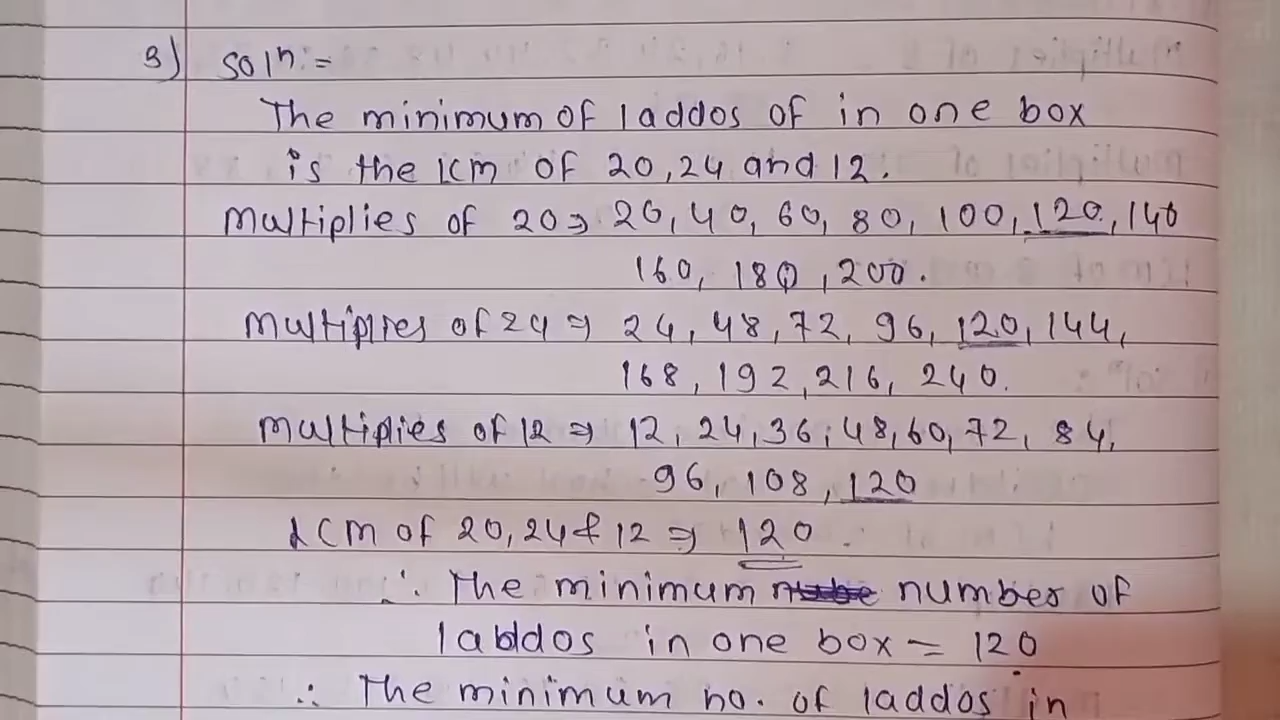 3) Soln :=
The minimum of laddos of in one box
is the LCM of 20,24 and 12.
Multiplies of 20 ⇒ 20, 40, 60, 80, 100, 120, 140
160, 180, 200.
Multiples of 24 ⇒ 24, 48, 72, 96, 120, 144,
168, 192, 216, 240.
Multiplies of 12 ⇒ 12, 24, 36, 48, 60, 72, 84,
96, 108, 120
LCM of 20, 24 & 12 ⇒ 120.
∴ The minimum number of
laddos in one box = 120
∴ The minimum no. of laddos in